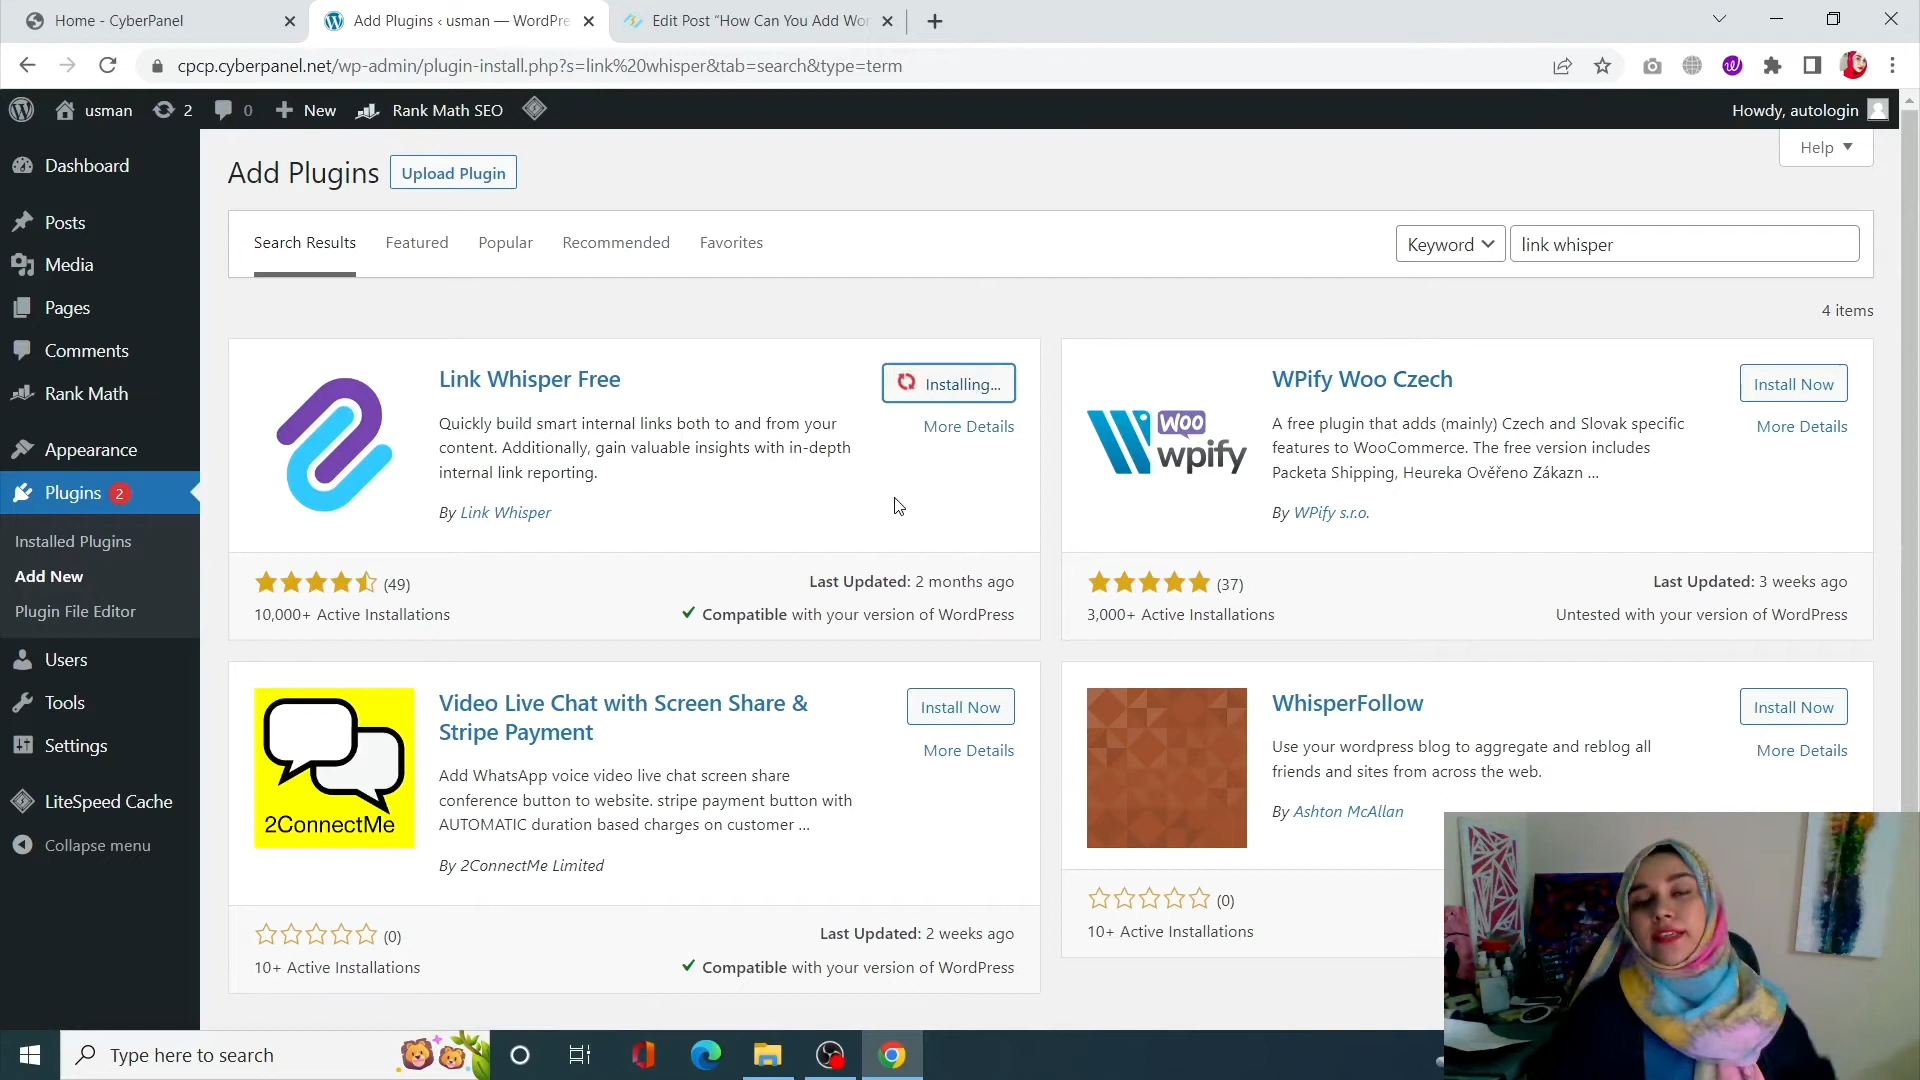 Home - CyberPanel
Add Plugins ‹ usman — WordPre
Edit Post “How Can You Add Wor
cpcp.cyberpanel.net/wp-admin/plugin-install.php?s=link%20whisper&tab=search&type=term
usman
2
0
New
Rank Math SEO
Howdy, autologin
Dashboard
Posts
Media
Pages
Comments
Rank Math
Appearance
Plugins 2
Installed Plugins
Add New
Plugin File Editor
Users
Tools
Settings
LiteSpeed Cache
Collapse menu
Add Plugins
Upload Plugin
Help
Search Results
Featured
Popular
Recommended
Favorites
Keyword
link whisper
4 items
Link Whisper Free
Installing...
More Details
Quickly build smart internal links both to and from your
content. Additionally, gain valuable insights with in-depth
internal link reporting.
By Link Whisper
(49)
10,000+ Active Installations
Last Updated: 2 months ago
Compatible with your version of WordPress
WOO
wpify
WPify Woo Czech
Install Now
More Details
A free plugin that adds (mainly) Czech and Slovak specific
features to WooCommerce. The free version includes
Packeta Shipping, Heureka Ověřeno Zákazn ...
By WPify s.r.o.
(37)
3,000+ Active Installations
Last Updated: 3 weeks ago
Untested with your version of WordPress
2ConnectMe
Video Live Chat with Screen Share &
Stripe Payment
Install Now
More Details
Add WhatsApp voice video live chat screen share
conference button to website. stripe payment button with
AUTOMATIC duration based charges on customer ...
By 2ConnectMe Limited
(0)
10+ Active Installations
Last Updated: 2 weeks ago
Compatible with your version of WordPress
WhisperFollow
Install Now
More Details
Use your wordpress blog to aggregate and reblog all
friends and sites from across the web.
By Ashton McAllan
(0)
10+ Active Installations
Type here to search